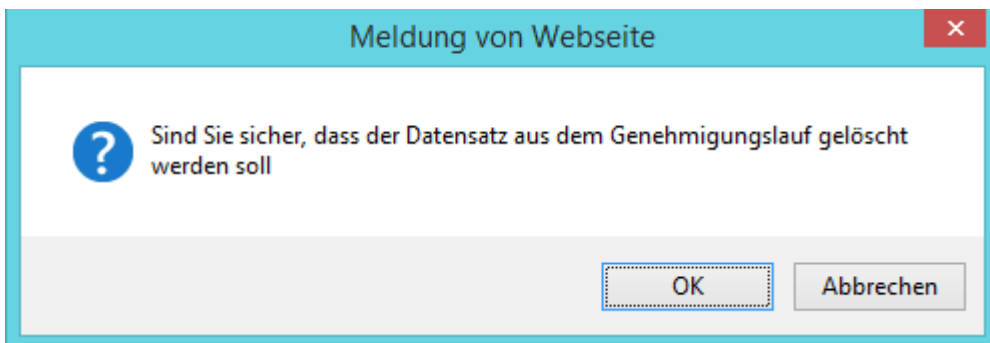 Meldung von Webseite
Sind Sie sicher, dass der Datensatz aus dem Genehmigungslauf gelöscht
werden soll
OK
Abbrechen